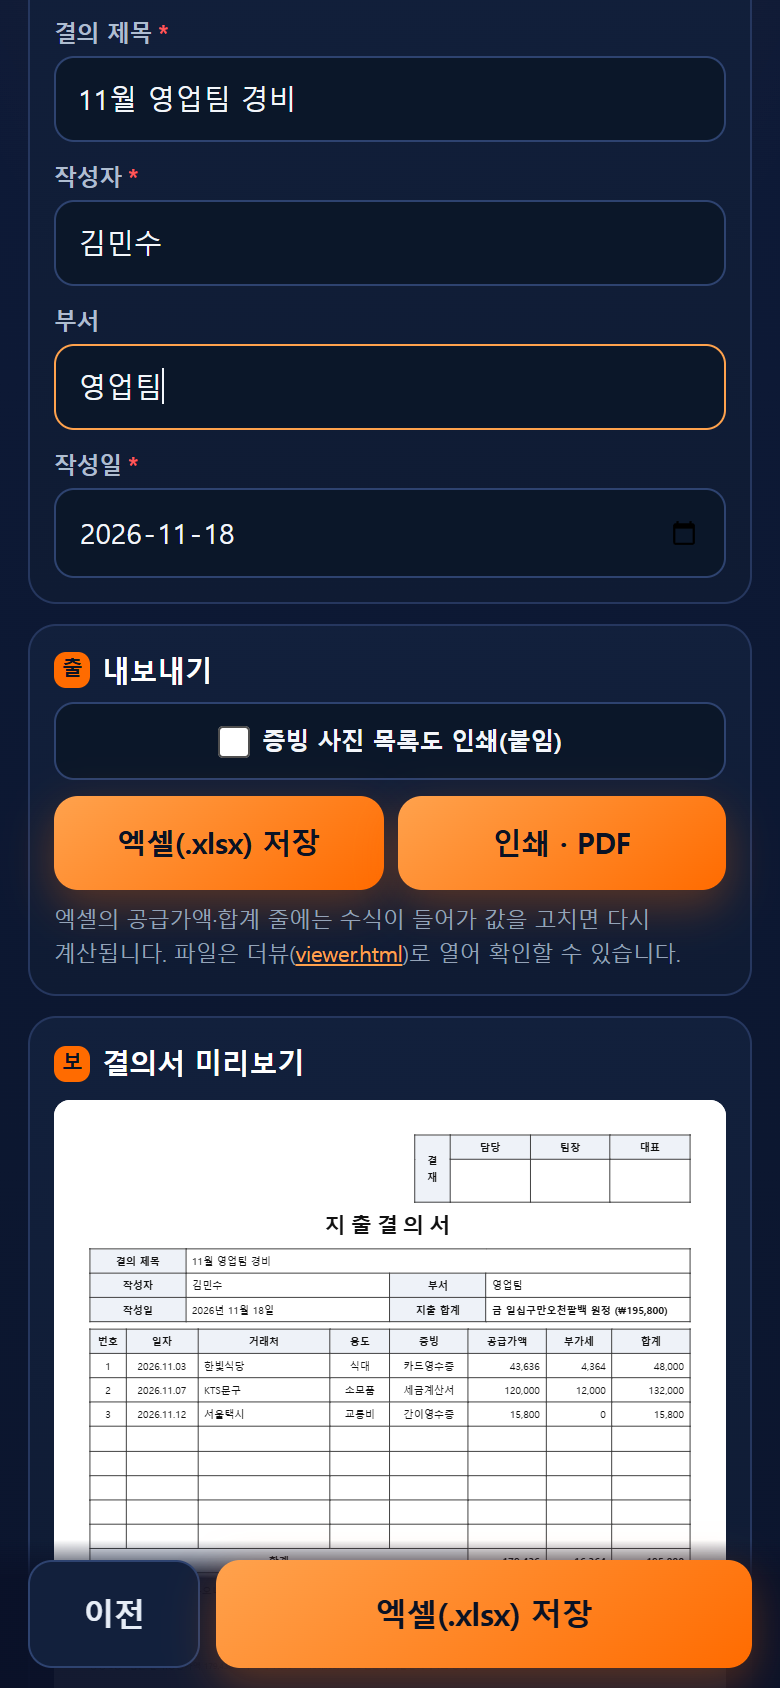 결의 제목 *
11월 영업팀 경비
작성자 *
김민수
부서
영업팀
작성일 *
2026-11-18
출 내보내기
증빙 사진 목록도 인쇄(붙임)
엑셀(.xlsx) 저장 인쇄 · PDF
엑셀의 공급가액·합계 줄에는 수식이 들어가 값을 고치면 다시
계산됩니다. 파일은 더뷰(viewer.html)로 열어 확인할 수 있습니다.
보 결의서 미리보기
결재 담당 팀장 대표
지출결의서
결의 제목 11월 영업팀 경비
작성자 김민수 부서 영업팀
작성일 2026년 11월 18일 지출 합계 금 일십구만오천팔백 원정 (₩195,800)
번호 일자 거래처 용도 증빙 공급가액 부가세 합계
1 2026.11.03 한빛식당 식대 카드영수증 43,636 4,364 48,000
2 2026.11.07 KTS문구 소모품 세금계산서 120,000 12,000 132,000
3 2026.11.12 서울택시 교통비 간이영수증 15,800 0 15,800
이전 엑셀(.xlsx) 저장